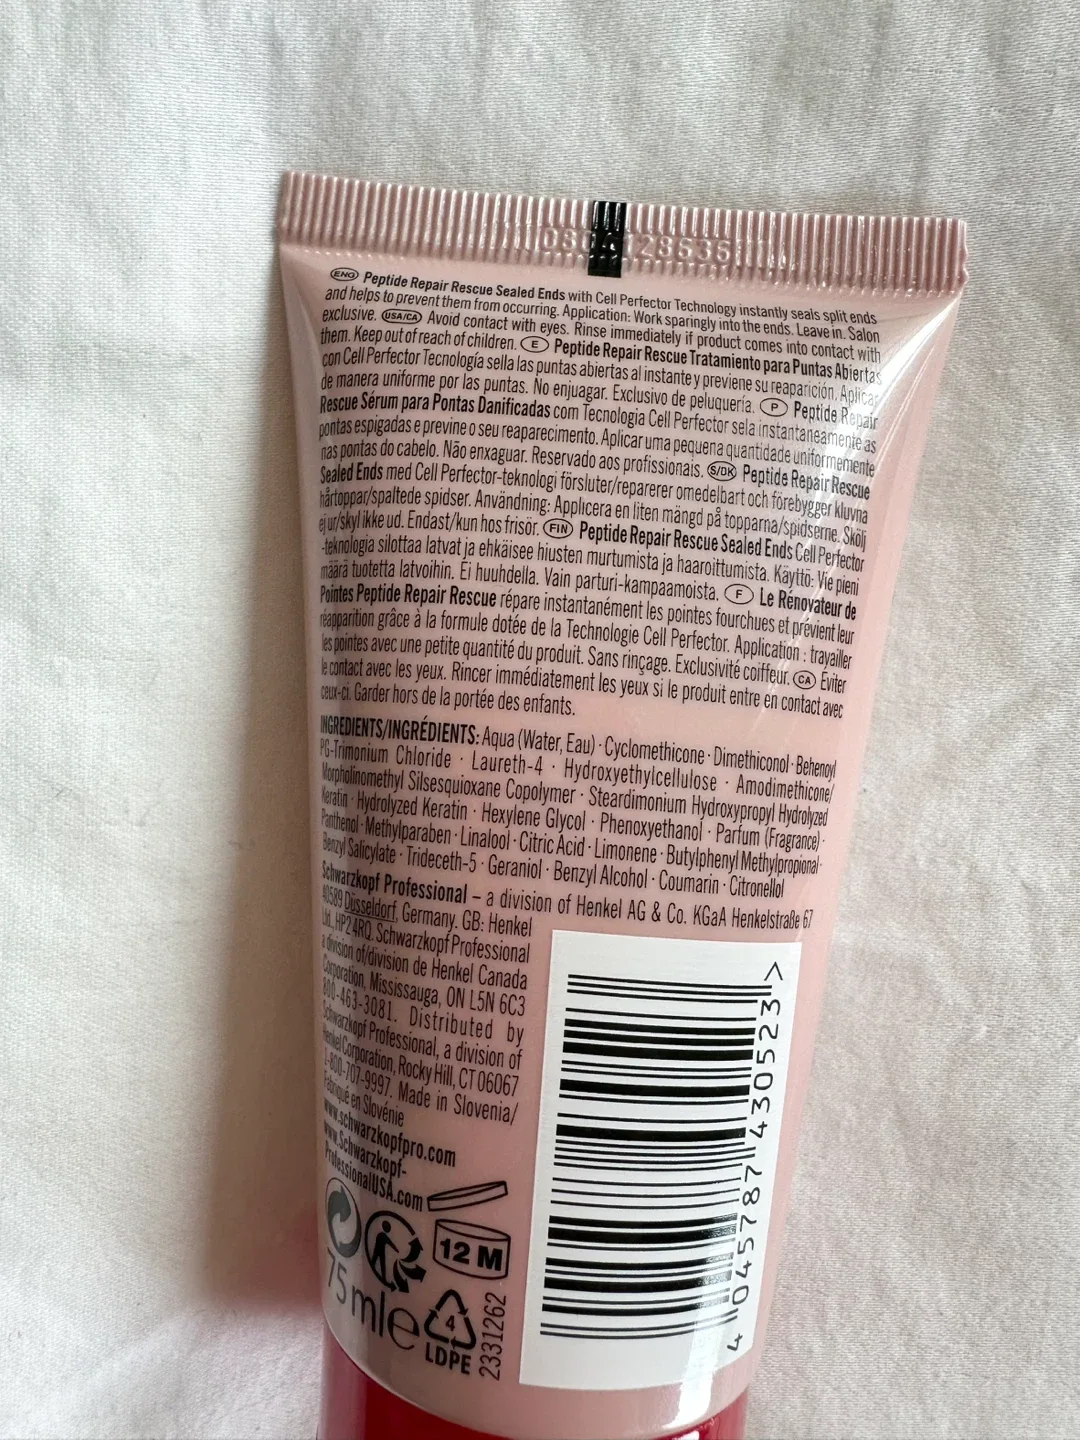 128636
ENG Peptide Repair Rescue Sealed Ends with Cell Perfector Technology instantly seals split ends
and helps to prevent them from occurring. Application: Work sparingly into the ends. Leave in. Salon
exclusive. USA/CA Avoid contact with eyes. Rinse immediately if product comes into contact with
them. Keep out of reach of children. E Peptide Repair Rescue Tratamiento para Puntas Abiertas
con Cell Perfector Tecnología sella las puntas abiertas al instante y previene su reaparición. Aplicar
de manera uniforme por las puntas. No enjuagar. Exclusivo de peluquería. P Peptide Repair
Rescue Sérum para Pontas Danificadas com Tecnologia Cell Perfector sela instantaneamente as
pontas espigadas e previne o seu reaparecimento. Aplicar uma pequena quantidade uniformemente
nas pontas do cabelo. Não enxaguar. Reservado aos profissionais. S/DK Peptide Repair Rescue
Sealed Ends med Cell Perfector-teknologi försluter/reparerer omedelbart och förebygger kluvna
hårtoppar/spaltede spidser. Användning: Applicera en liten mängd på topparna/spidserne. Skölj
ej ur/skyl ikke ud. Endast/kun hos frisör. FIN Peptide Repair Rescue Sealed Ends Cell Perfector
-teknologia silottaa latvat ja ehkäisee hiusten murtumista ja haaroittumista. Käyttö: Vie pieni
määrä tuotetta latvoihin. Ei huuhdella. Vain parturi-kampaamoista. F Le Rénovateur de
Pointes Peptide Repair Rescue répare instantanément les pointes fourchues et prévient leur
réapparition grâce à la formule dotée de la Technologie Cell Perfector. Application : travailler
les pointes avec une petite quantité du produit. Sans rinçage. Exclusivité coiffeur. CA Éviter
le contact avec les yeux. Rincer immédiatement les yeux si le produit entre en contact avec
ceux-ci. Garder hors de la portée des enfants.
INGREDIENTS/INGRÉDIENTS: Aqua (Water, Eau) · Cyclomethicone · Dimethiconol · Behenoyl
PG-Trimonium Chloride · Laureth-4 · Hydroxyethylcellulose · Amodimethicone/
Morpholinomethyl Silsesquioxane Copolymer · Steardimonium Hydroxypropyl Hydrolyzed
Keratin · Hydrolyzed Keratin · Hexylene Glycol · Phenoxyethanol · Parfum (Fragrance) ·
Panthenol · Methylparaben · Linalool · Citric Acid · Limonene · Butylphenyl Methylpropional ·
Benzyl Salicylate · Trideceth-5 · Geraniol · Benzyl Alcohol · Coumarin · Citronellol
Schwarzkopf Professional – a division of Henkel AG & Co. KGaA Henkelstraße 67
40589 Düsseldorf, Germany. GB: Henkel
Ltd., HP2 4RQ. Schwarzkopf Professional
a division of/division de Henkel Canada
Corporation, Mississauga, ON L5N 6C3
800-463-3081. Distributed by
Schwarzkopf Professional, a division of
Henkel Corporation, Rocky Hill, CT 06067
1-800-707-9997. Made in Slovenia/
Fabriqué en Slovénie
www.schwarzkopfpro.com
www.Schwarzkopf-
ProfessionalUSA.com
12 M
75 ml e
4
LDPE
2331262
4 045787 430523 >